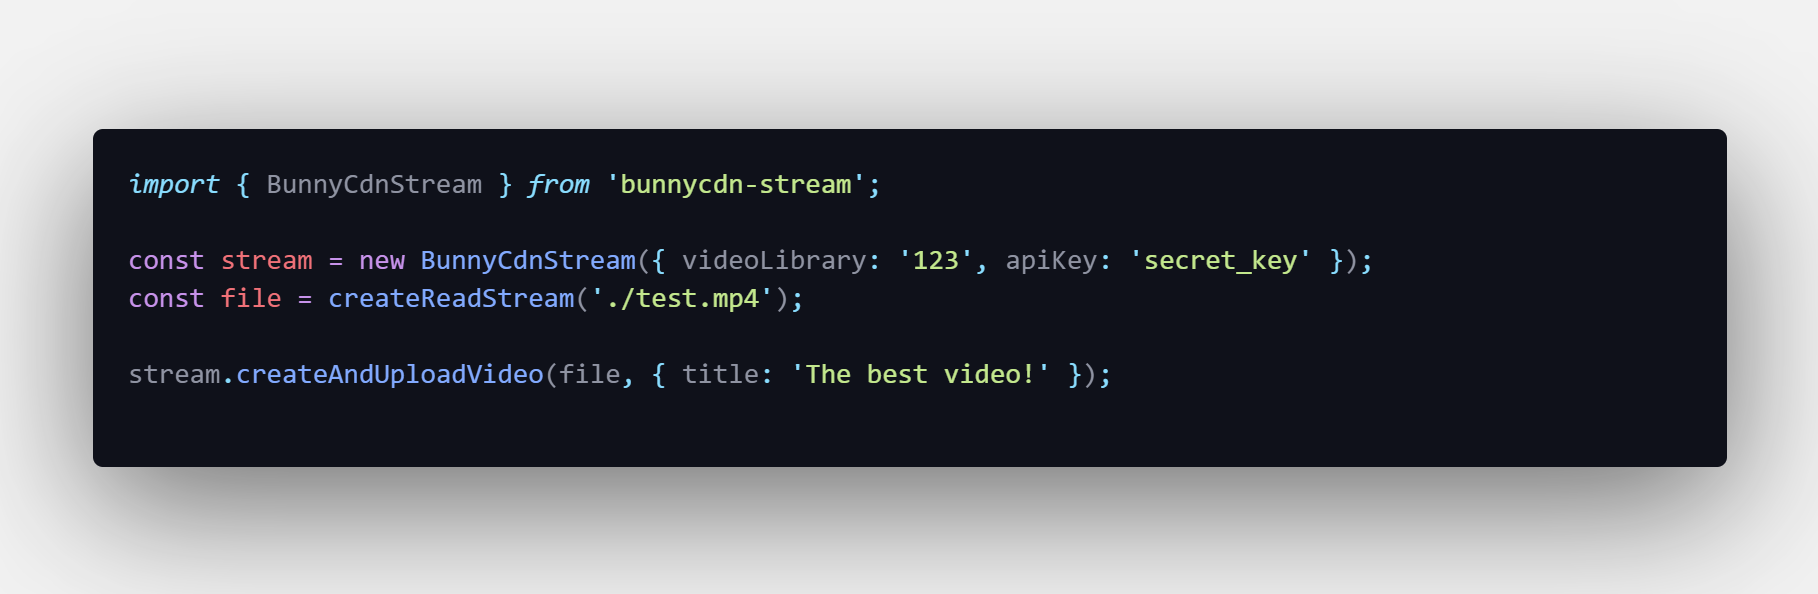 import { BunnyCdnStream } from 'bunnycdn-stream';
const stream = new BunnyCdnStream({ videoLibrary: '123', apiKey: 'secret_key' });
const file = createReadStream('./test.mp4');
stream.createAndUploadVideo(file, { title: 'The best video!' });